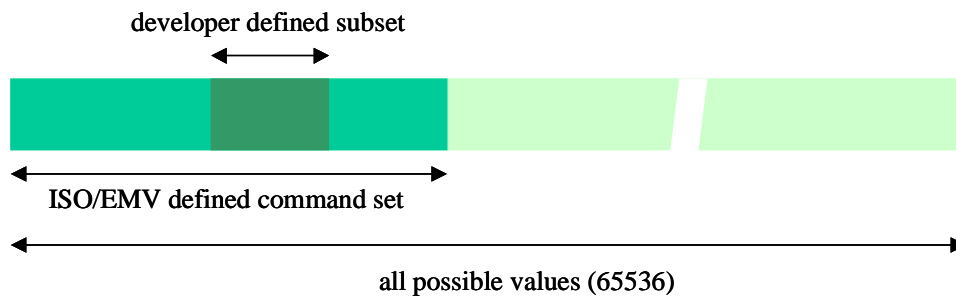 developer defined subset
ISO/EMV defined command set
all possible values (65536)